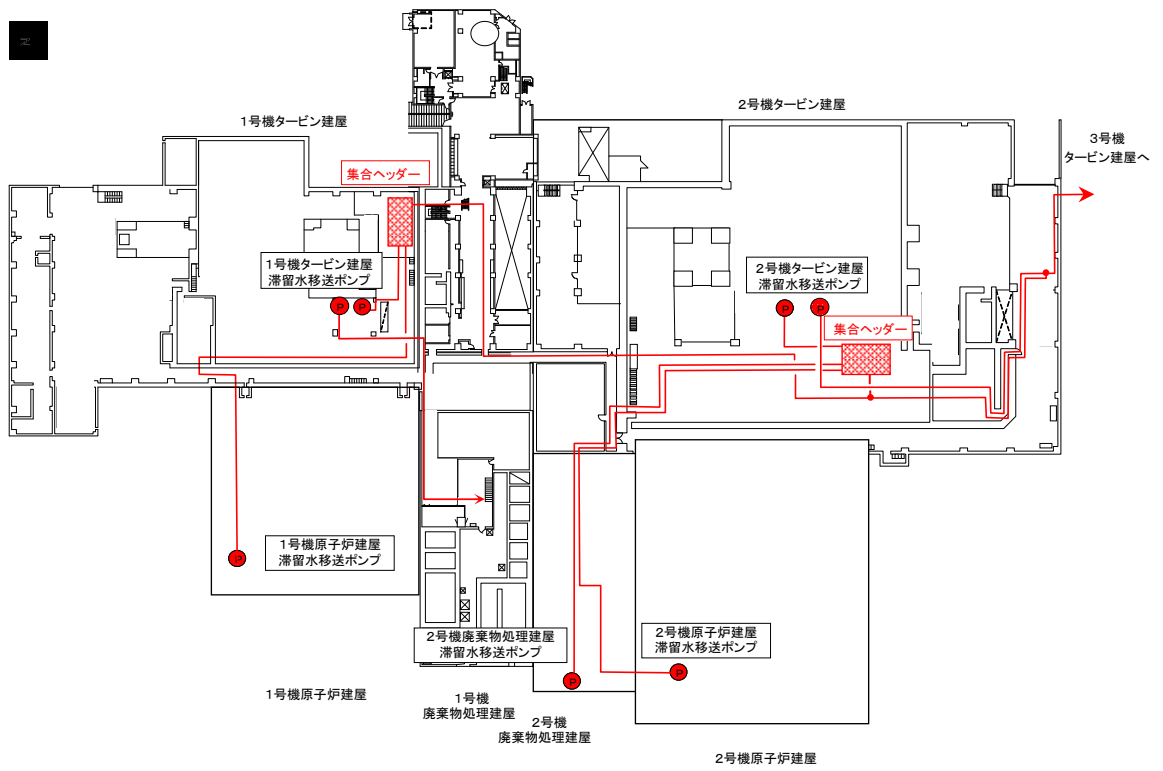 2号機タービン建屋
1号機タービン建屋
3号機
タービン建屋へ
集合ヘッダー
1号機タービン建屋
滞留水移送ポンプ
2号機タービン建屋
滞留水移送ポンプ
P
P
P
P
集合ヘッダー
1号機原子炉建屋
滞留水移送ポンプ
P
2号機廃棄物処理建屋
滞留水移送ポンプ
2号機原子炉建屋
滞留水移送ポンプ
P
P
1号機原子炉建屋
1号機
廃棄物処理建屋
2号機
廃棄物処理建屋
2号機原子炉建屋